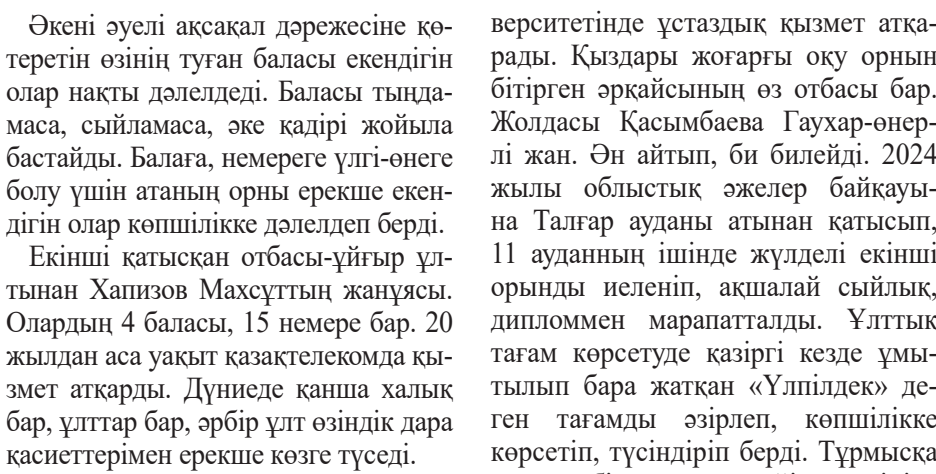 Әкені әуелі ақсақал дәрежесіне кө-
теретін өзінің туған баласы екендігін
олар нақты дәлелдеді. Баласы тыңда-
маса, сыйламаса, әке қадірі жойыла
бастайды. Балаға, немереге үлгі-өнеге
болу үшін атаның орны ерекше екен-
дігін олар көпшілікке дәлелдеп берді.
Екінші қатысқан отбасы-ұйғыр ұл-
тынан Хапизов Махсұттың жанұясы.
Олардың 4 баласы, 15 немере бар. 20
жылдан аса уақыт қазақтелекомда қы-
змет атқарды. Дүниеде қанша халық
бар, ұлттар бар, әрбір ұлт өзіндік дара
қасиеттерімен ерекше көзге түседі.
верситетінде ұстаздық қызмет атқа-
рады. Қыздары жоғарғы оқу орнын
бітірген әрқайсының өз отбасы бар.
Жолдасы Қасымбаева Гаухар-өнер-
лі жан. Ән айтып, би билейді. 2024
жылы облыстық әжелер байқауы-
на Талғар ауданы атынан қатысып,
11 ауданның ішінде жүлделі екінші
орынды иеленіп, ақшалай сыйлық,
дипломмен марапатталды. Ұлттық
тағам көрсетуде қазіргі кезде ұмы-
тылып бара жатқан «Үлпілдек» де-
ген тағамды әзірлеп, көпшілікке
көрсетіп, түсіндіріп берді. Тұрмысқа